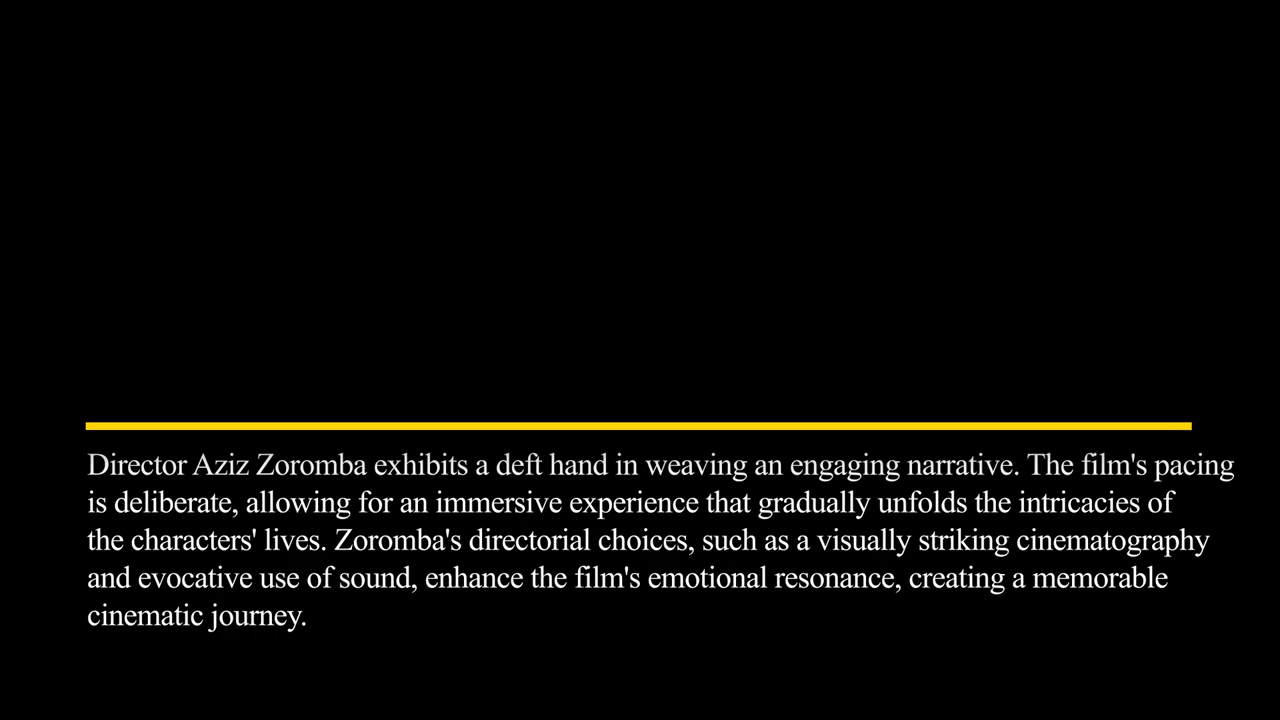 Director Aziz Zoromba exhibits a deft hand in weaving an engaging narrative. The film's pacing
is deliberate, allowing for an immersive experience that gradually unfolds the intricacies of
the characters' lives. Zoromba's directorial choices, such as a visually striking cinematography
and evocative use of sound, enhance the film's emotional resonance, creating a memorable
cinematic journey.